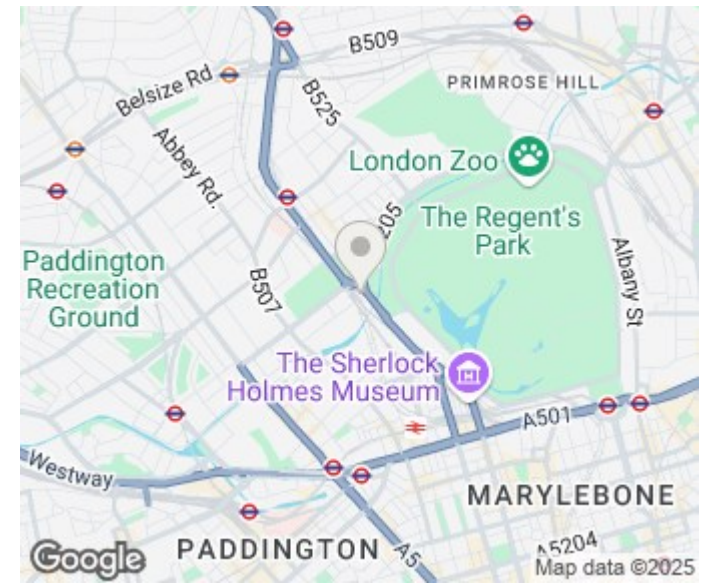 B509
PRIMROSE HILL
Belsize Rd
B525
Abbey Rd.
London Zoo
205
The Regent's
Park
Albany St
Paddington
Recreation
Ground
B507
The Sherlock
Holmes Museum
A501
Westway
MARYLEBONE
PADDINGTON
A5
A5204
Google
Map data ©2025